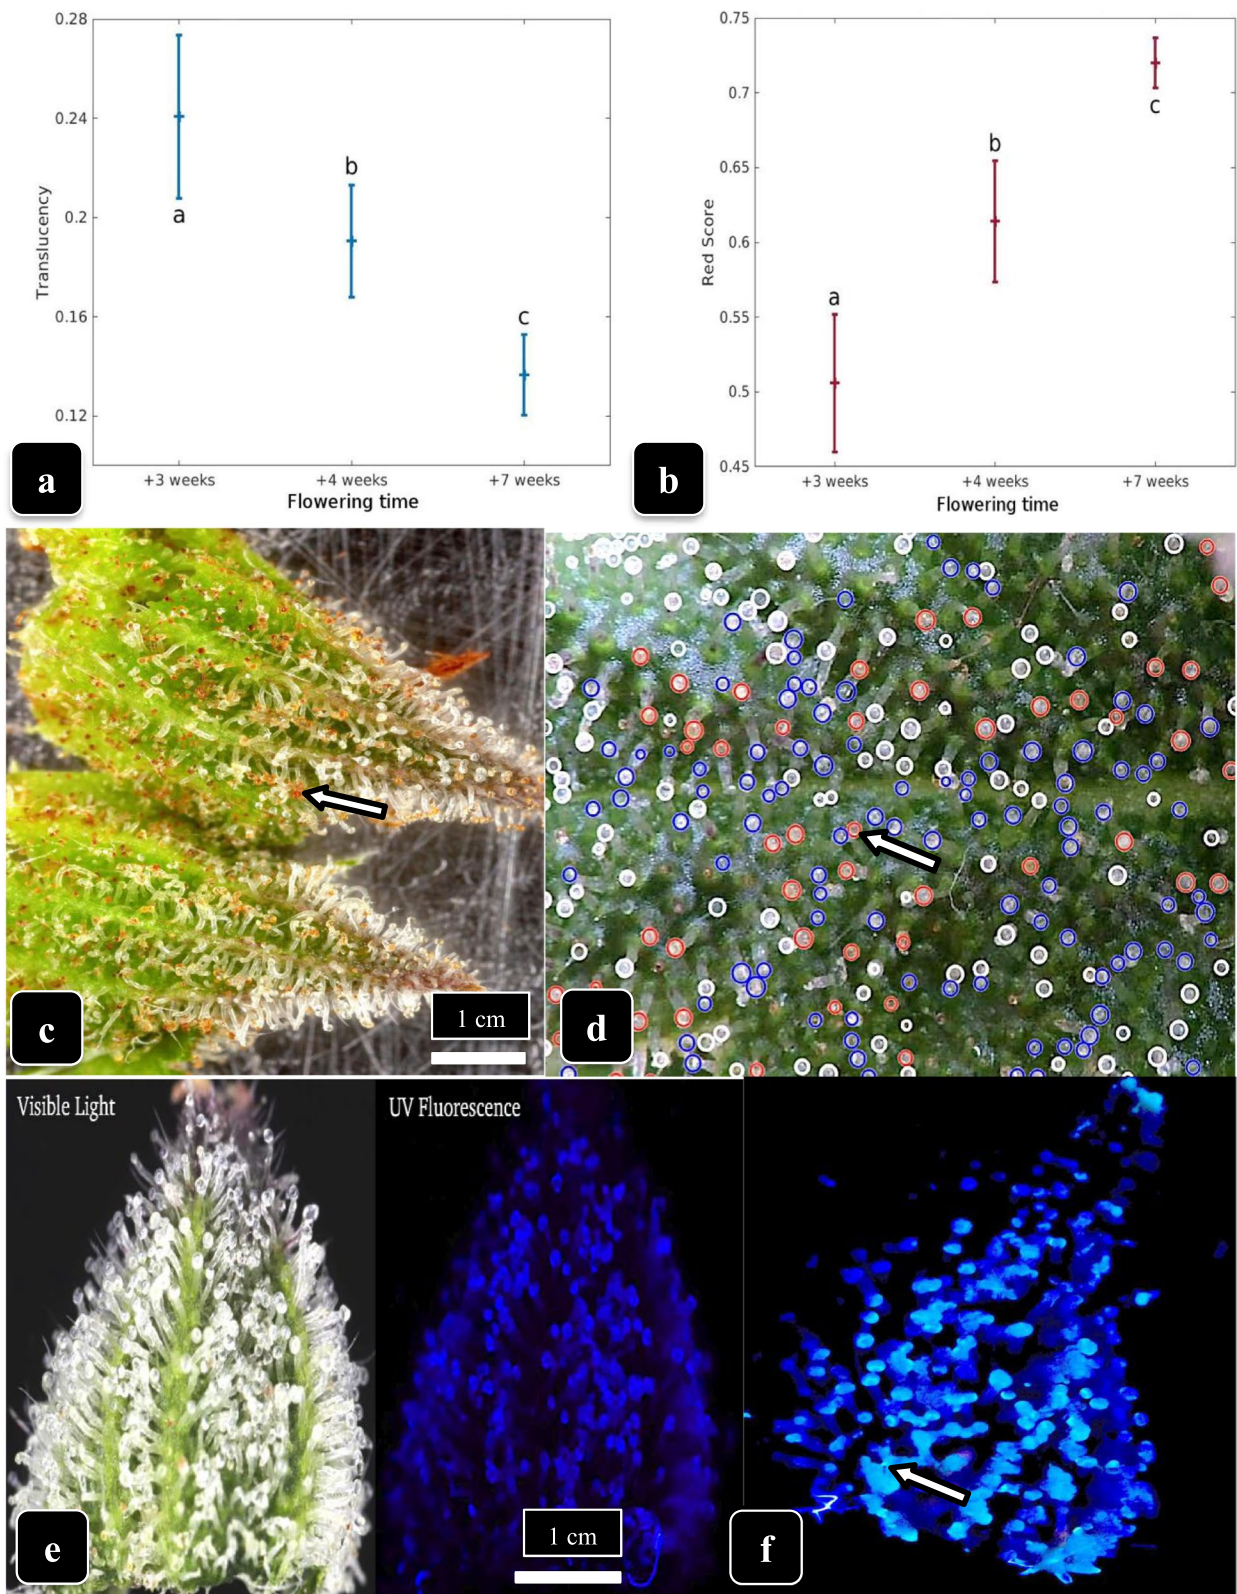 0.28
0.24
0.2
0.16
0.12
Translucency
a
b
c
+3 weeks
+4 weeks
+7 weeks
Flowering time
a
0.75
0.7
0.65
0.6
0.55
0.5
0.45
Red Score
a
b
c
+3 weeks
+4 weeks
+7 weeks
Flowering time
b
c
1 cm
d
Visible Light
UV Fluorescence
e
1 cm
f